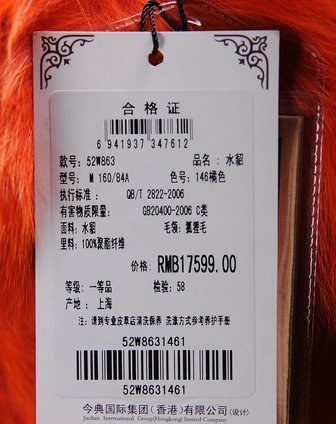 合格证
6 941937 347612
款号: 52W863 品名: 水貂
型号: M 160/84A 色号: 146橘色
执行标准: QB/T 2822-2006
有害物质限量: GB20400-2006 C类
面料: 水貂 毛领: 狐狸毛
里料: 100%聚酯纤维
价格: RMB17599.00
等级: 一等品 检验: 58
产地: 上海
注: 请到专业皮草店清洗保养 洗涤方式参考养护手册
52W8631461
52W8631461
今典国际集团(香港)有限公司(设计)
Jindian International Group(Hongkong) limited Company